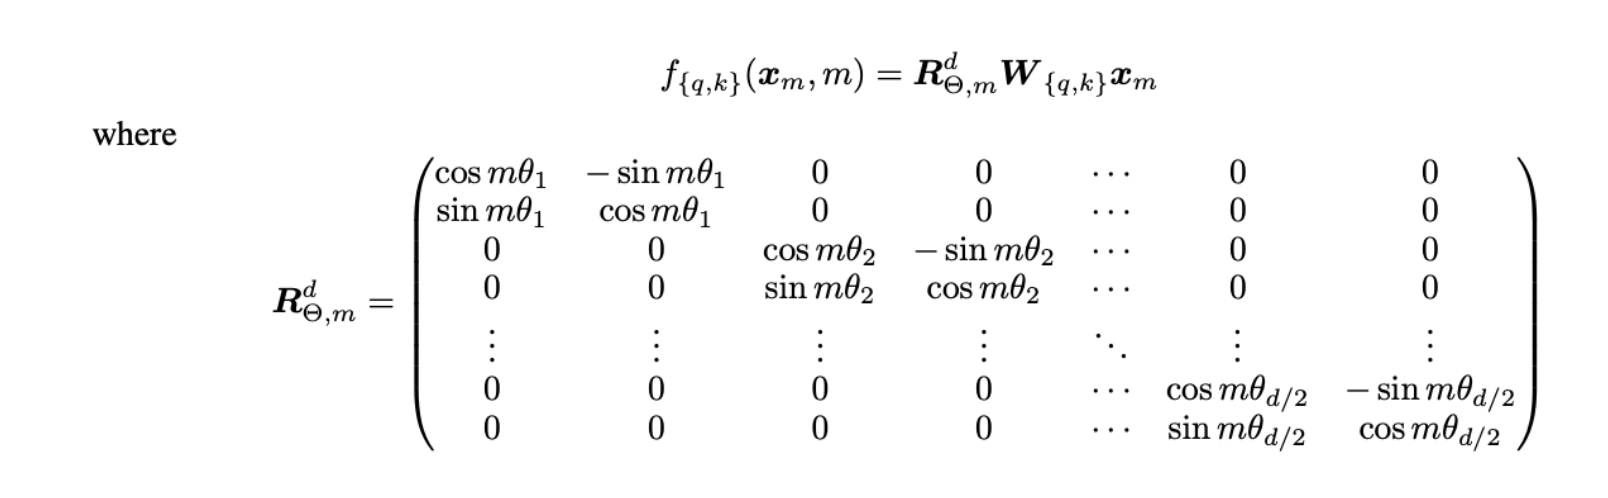 f_{q,k}(x_m, m) = R^d_{Θ,m} W_{q,k} x_m
where
cos mθ_1 − sin mθ_1 0 0 ⋯ 0 0
sin mθ_1 cos mθ_1 0 0 ⋯ 0 0
0 0 cos mθ_2 − sin mθ_2 ⋯ 0 0
0 0 sin mθ_2 cos mθ_2 ⋯ 0 0
R^d_{Θ,m} =
⋮ ⋮ ⋮ ⋮ ⋱ ⋮ ⋮
0 0 0 0 ⋯ cos mθ_{d/2} − sin mθ_{d/2}
0 0 0 0 ⋯ sin mθ_{d/2} cos mθ_{d/2}